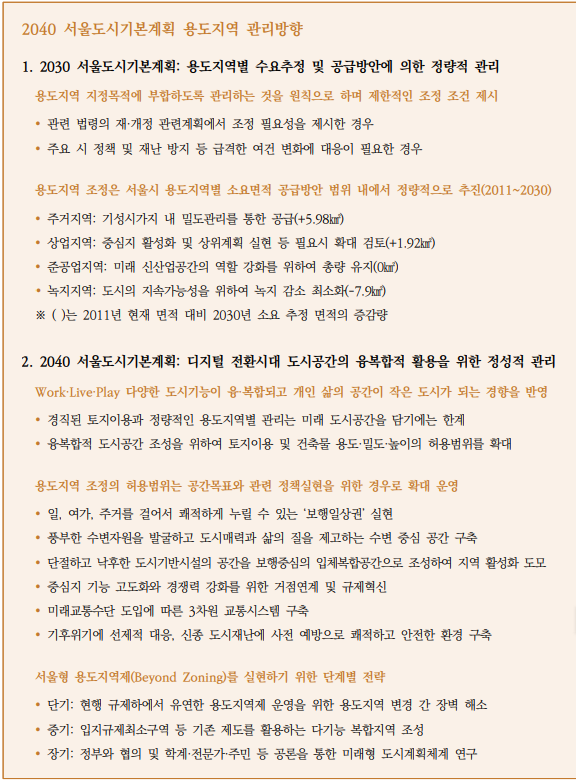 2040 서울도시기본계획 용도지역 관리방향
1. 2030 서울도시기본계획: 용도지역별 수요추정 및 공급방안에 의한 정량적 관리
용도지역 지정목적에 부합하도록 관리하는 것을 원칙으로 하며 제한적인 조정 조건 제시
• 관련 법령의 재·개정 관련계획에서 조정 필요성을 제시한 경우
• 주요 시 정책 및 재난 방지 등 급격한 여건 변화에 대응이 필요한 경우
용도지역 조정은 서울시 용도지역별 소요면적 공급방안 범위 내에서 정량적으로 추진(2011~2030)
• 주거지역: 기성시가지 내 밀도관리를 통한 공급(+5.98㎢)
• 상업지역: 중심지 활성화 및 상위계획 실현 등 필요시 확대 검토(+1.92㎢)
• 준공업지역: 미래 신산업공간의 역할 강화를 위하여 총량 유지(0㎢)
• 녹지지역: 도시의 지속가능성을 위하여 녹지 감소 최소화(-7.9㎢)
※ ( )는 2011년 현재 면적 대비 2030년 소요 추정 면적의 증감량
2. 2040 서울도시기본계획: 디지털 전환시대 도시공간의 융복합적 활용을 위한 정성적 관리
Work·Live·Play 다양한 도시기능이 융·복합되고 개인 삶의 공간이 작은 도시가 되는 경향을 반영
• 경직된 토지이용과 정량적인 용도지역별 관리는 미래 도시공간을 담기에는 한계
• 융복합적 도시공간 조성을 위하여 토지이용 및 건축물 용도·밀도·높이의 허용범위를 확대
용도지역 조정의 허용범위는 공간목표와 관련 정책실현을 위한 경우로 확대 운영
• 일, 여가, 주거를 걸어서 쾌적하게 누릴 수 있는 ‘보행일상권’ 실현
• 풍부한 수변자원을 발굴하고 도시매력과 삶의 질을 제고하는 수변 중심 공간 구축
• 단절하고 낙후한 도시기반시설의 공간을 보행중심의 입체복합공간으로 조성하여 지역 활성화 도모
• 중심지 기능 고도화와 경쟁력 강화를 위한 거점연계 및 규제혁신
• 미래교통수단 도입에 따른 3차원 교통시스템 구축
• 기후위기에 선제적 대응, 신종 도시재난에 사전 예방으로 쾌적하고 안전한 환경 구축
서울형 용도지역제(Beyond Zoning)를 실현하기 위한 단계별 전략
• 단기: 현행 규제하에서 유연한 용도지역제 운영을 위한 용도지역 변경 간 장벽 해소
• 중기: 입지규제최소구역 등 기존 제도를 활용하는 다기능 복합지역 조성
• 장기: 정부와 협의 및 학계·전문가·주민 등 공론을 통한 미래형 도시계획체계 연구